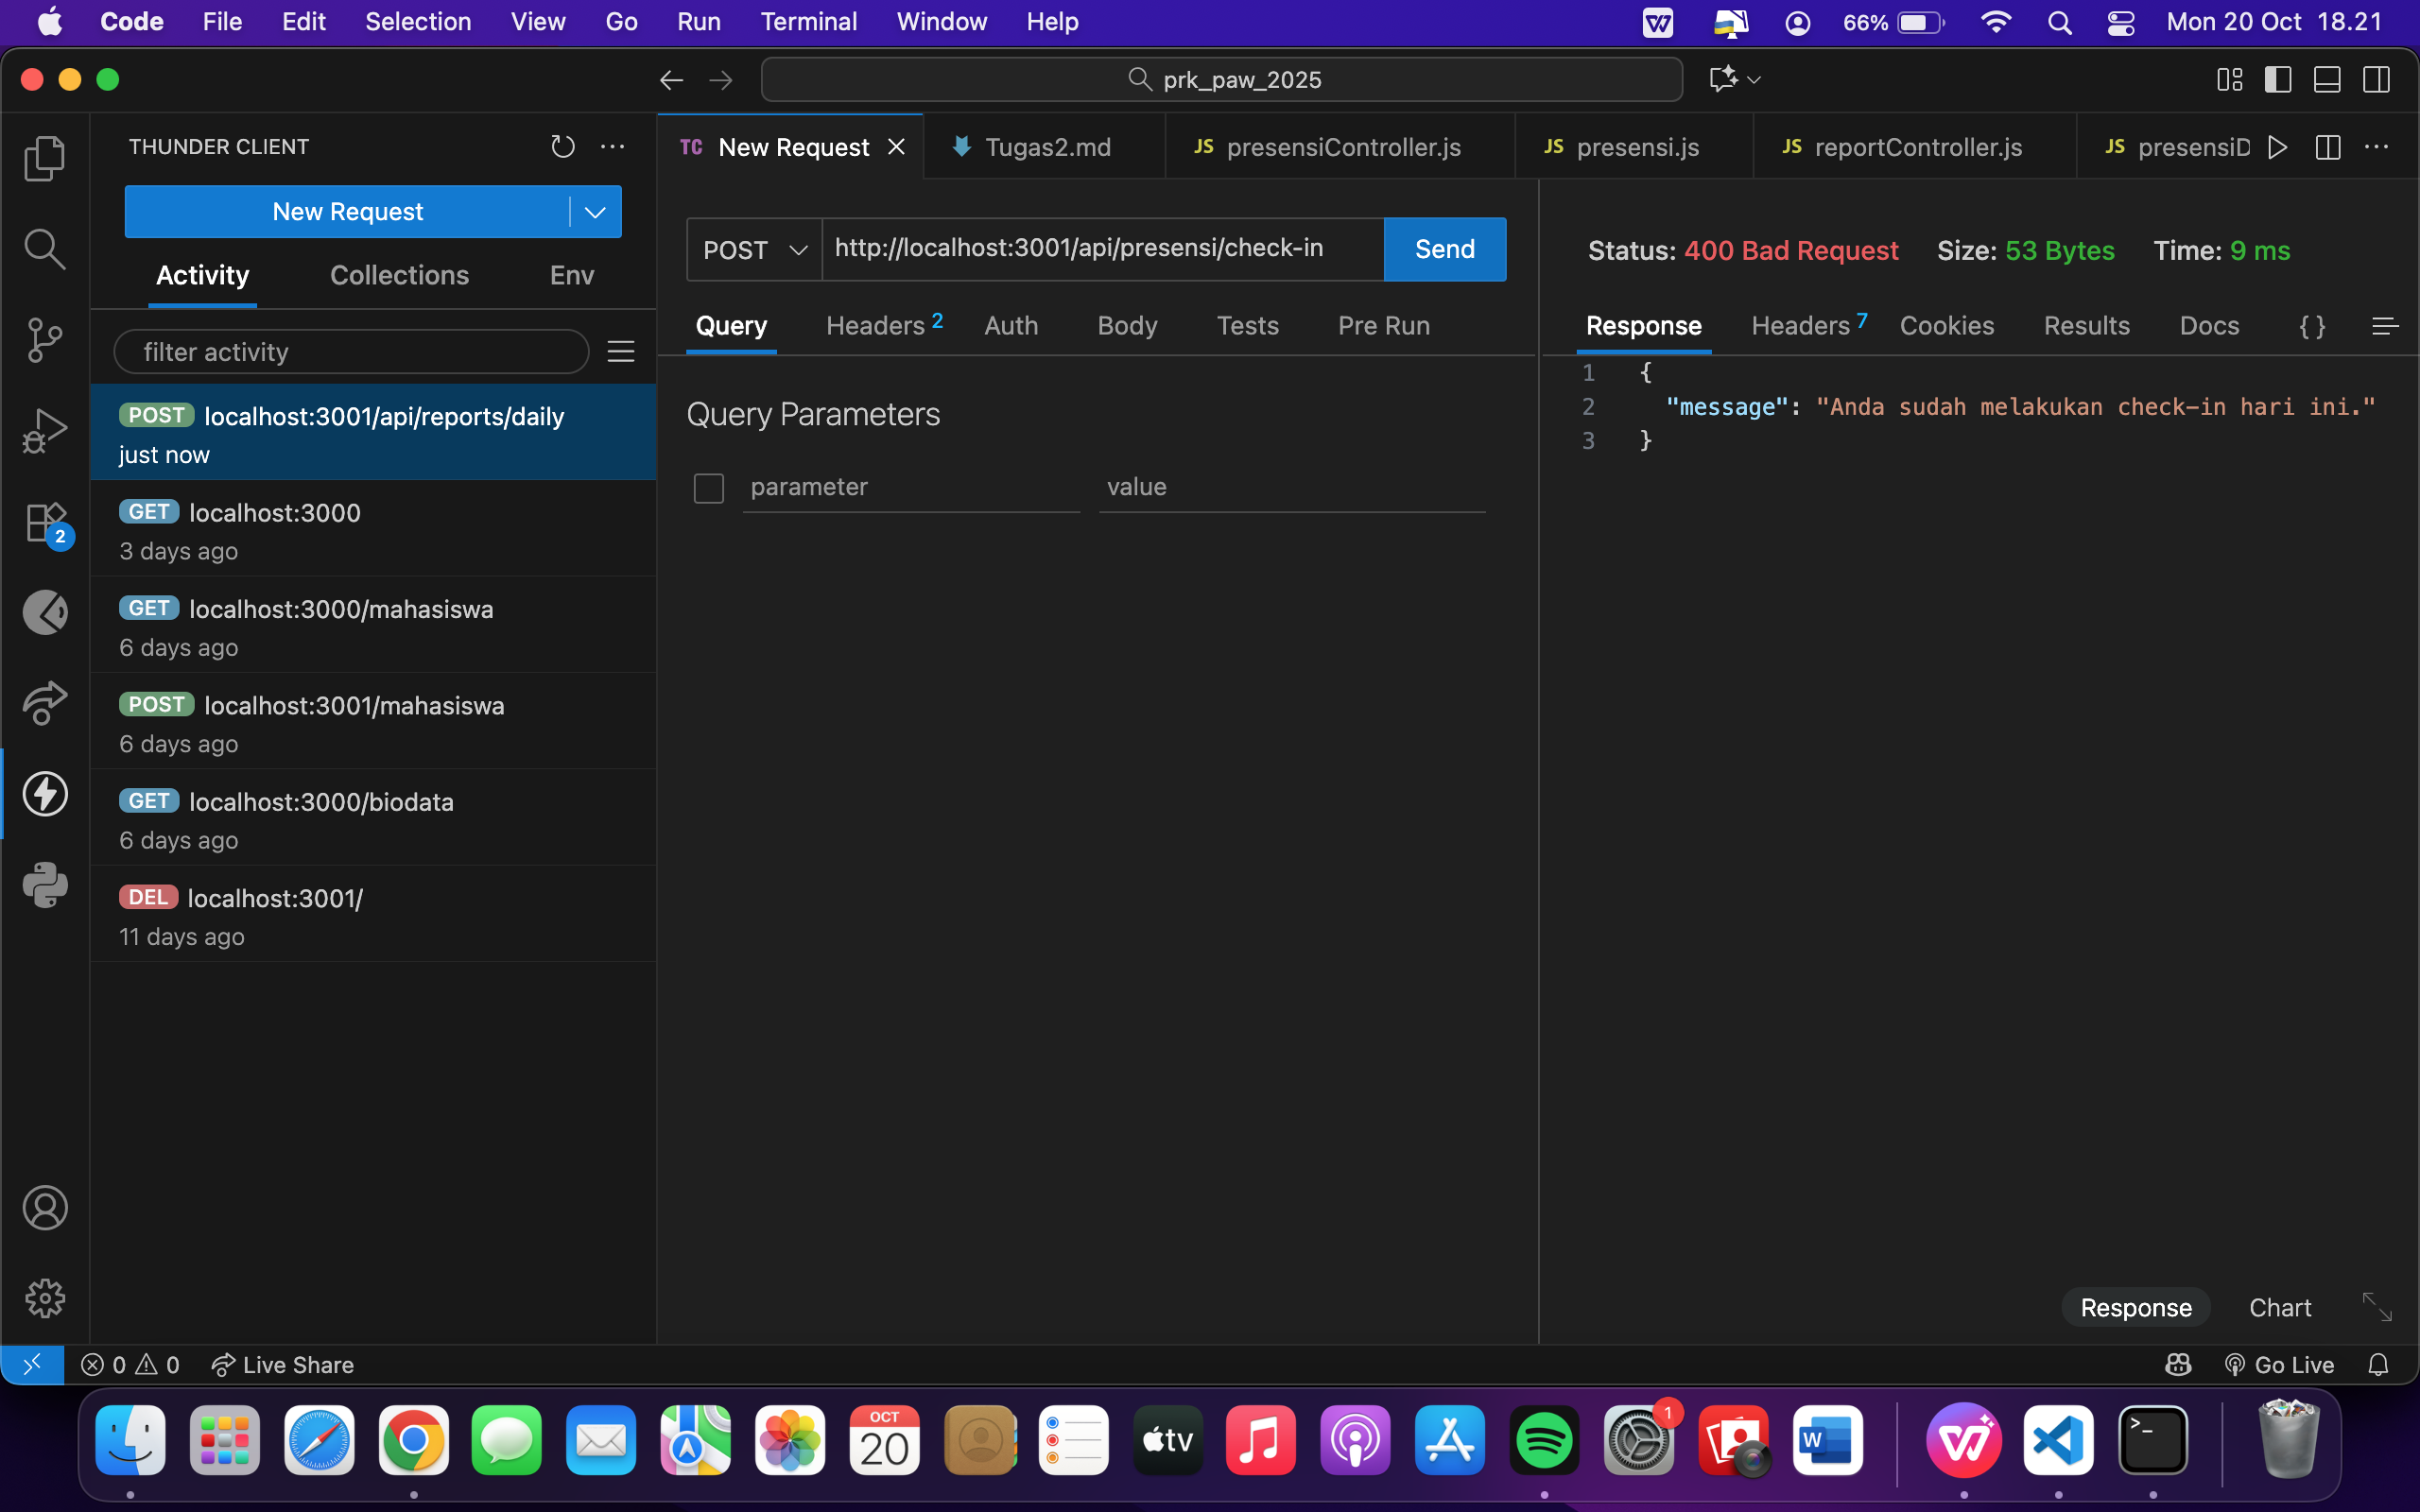 Code File Edit Selection View Go Run Terminal Window Help 66% Mon 20 Oct 18.21
prk_paw_2025
THUNDER CLIENT
New Request
Activity Collections Env
filter activity
POST localhost:3001/api/reports/daily
just now
GET localhost:3000
3 days ago
GET localhost:3000/mahasiswa
6 days ago
POST localhost:3001/mahasiswa
6 days ago
GET localhost:3000/biodata
6 days ago
DEL localhost:3001/
11 days ago
2
TC New Request Tugas2.md JS presensiController.js JS presensi.js JS reportController.js JS presensiD
POST http://localhost:3001/api/presensi/check-in Send
Query Headers 2 Auth Body Tests Pre Run
Query Parameters
parameter value
Status: 400 Bad Request Size: 53 Bytes Time: 9 ms
Response Headers 7 Cookies Results Docs { }
1 {
2 "message": "Anda sudah melakukan check-in hari ini."
3 }
Response Chart
0 0 Live Share Go Live
OCT
20
tv
1
W
>_